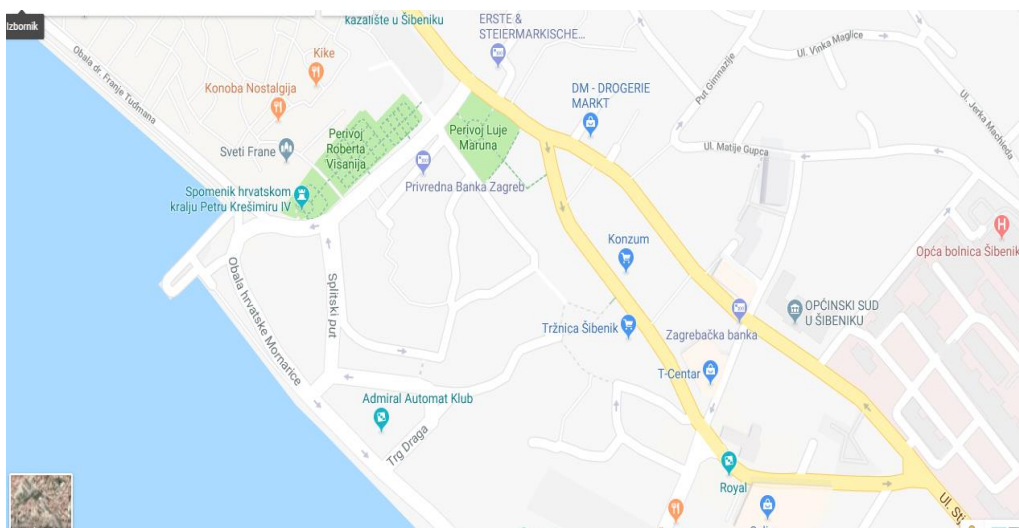 Izbornik
kazalište u Šibeniku
ERSTE &
STEIERMARKISCHE...
Ul. Vinka Maglice
Obala dr. Franje Tuđmana
Kike
Konoba Nostalgija
DM - DROGERIE
MARKT
Put Gimnazije
Ul. Jerka Machieda
Perivoj
Roberta
Visanija
Perivoj Luje
Maruna
Sveti Frane
Ul. Matije Gupca
Privredna Banka Zagreb
Spomenik hrvatskom
kralju Petru Krešimiru IV
Konzum
H
Opća bolnica Šibenik
Obala hrvatske Mornarice
Splitski put
OPĆINSKI SUD
U ŠIBENIKU
Tržnica Šibenik
Zagrebačka banka
T-Centar
Admiral Automat Klub
Trg Draga
Royal
Ul. Stj